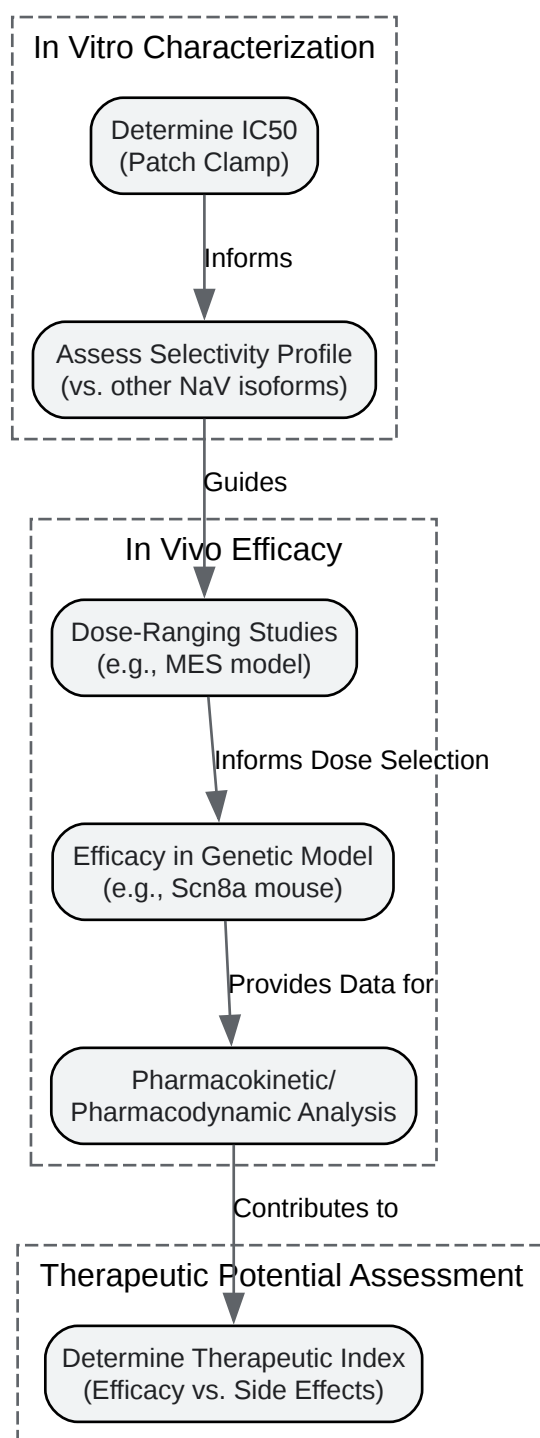 In Vitro Characterization
Determine IC50
(Patch Clamp)
Informs
Assess Selectivity Profile
(vs. other NaV isoforms)
Guides
In Vivo Efficacy
Dose-Ranging Studies
(e.g., MES model)
Informs Dose Selection
Efficacy in Genetic Model
(e.g., Scn8a mouse)
Provides Data for
Pharmacokinetic/
Pharmacodynamic Analysis
Contributes to
Therapeutic Potential Assessment
Determine Therapeutic Index
(Efficacy vs. Side Effects)